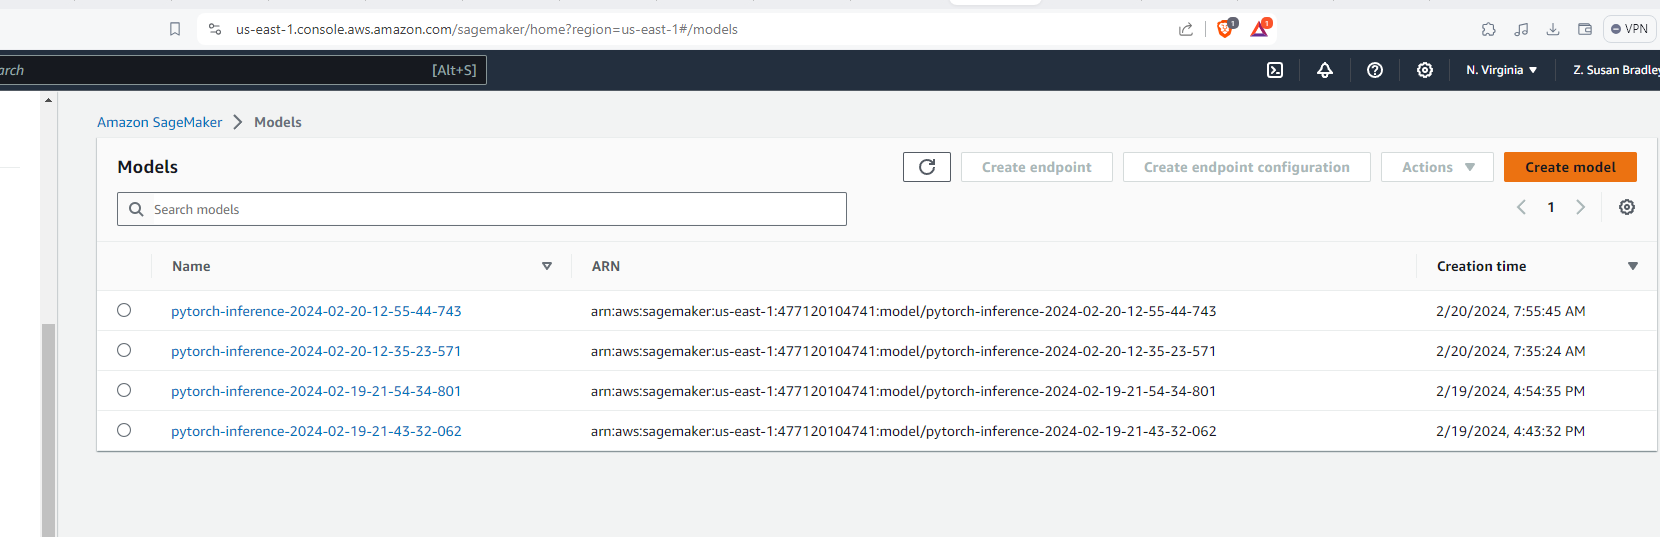 us-east-1.console.aws.amazon.com/sagemaker/home?region=us-east-1#/models
1
1
VPN
arch [Alt+S]
N. Virginia
Z. Susan Bradley
Amazon SageMaker > Models
Models
Create endpoint
Create endpoint configuration
Actions
Create model
Search models
1
Name ARN Creation time
pytorch-inference-2024-02-20-12-55-44-743 arn:aws:sagemaker:us-east-1:477120104741:model/pytorch-inference-2024-02-20-12-55-44-743 2/20/2024, 7:55:45 AM
pytorch-inference-2024-02-20-12-35-23-571 arn:aws:sagemaker:us-east-1:477120104741:model/pytorch-inference-2024-02-20-12-35-23-571 2/20/2024, 7:35:24 AM
pytorch-inference-2024-02-19-21-54-34-801 arn:aws:sagemaker:us-east-1:477120104741:model/pytorch-inference-2024-02-19-21-54-34-801 2/19/2024, 4:54:35 PM
pytorch-inference-2024-02-19-21-43-32-062 arn:aws:sagemaker:us-east-1:477120104741:model/pytorch-inference-2024-02-19-21-43-32-062 2/19/2024, 4:43:32 PM